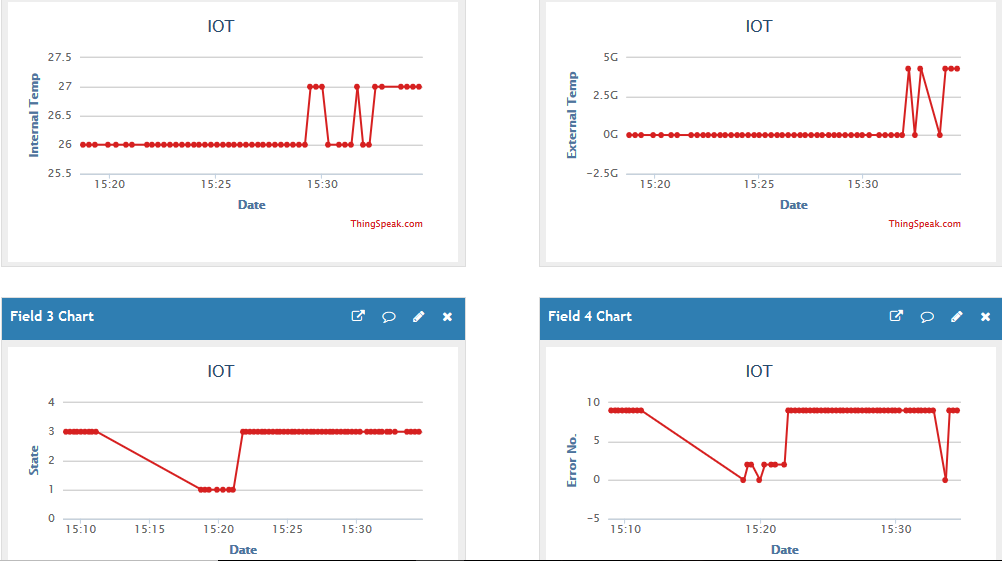 IOT
27.5
27
26.5
26
25.5
Internal Temp
15:20 15:25 15:30
Date
ThingSpeak.com
IOT
5G
2.5G
0G
−2.5G
External Temp
15:20 15:25 15:30
Date
ThingSpeak.com
Field 3 Chart
IOT
4
3
2
1
0
State
15:10 15:15 15:20 15:25 15:30
Date
Field 4 Chart
IOT
10
5
0
−5
Error No.
15:10 15:20 15:30
Date